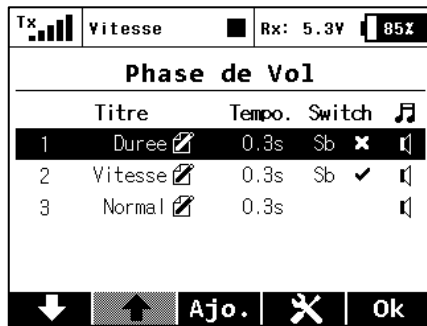 Tx Vitesse Rx: 5.3V 85%
Phase de Vol
Titre Tempo. Switch
1 Duree 0.3s Sb
2 Vitesse 0.3s Sb
3 Normal 0.3s
Ajo. Ok